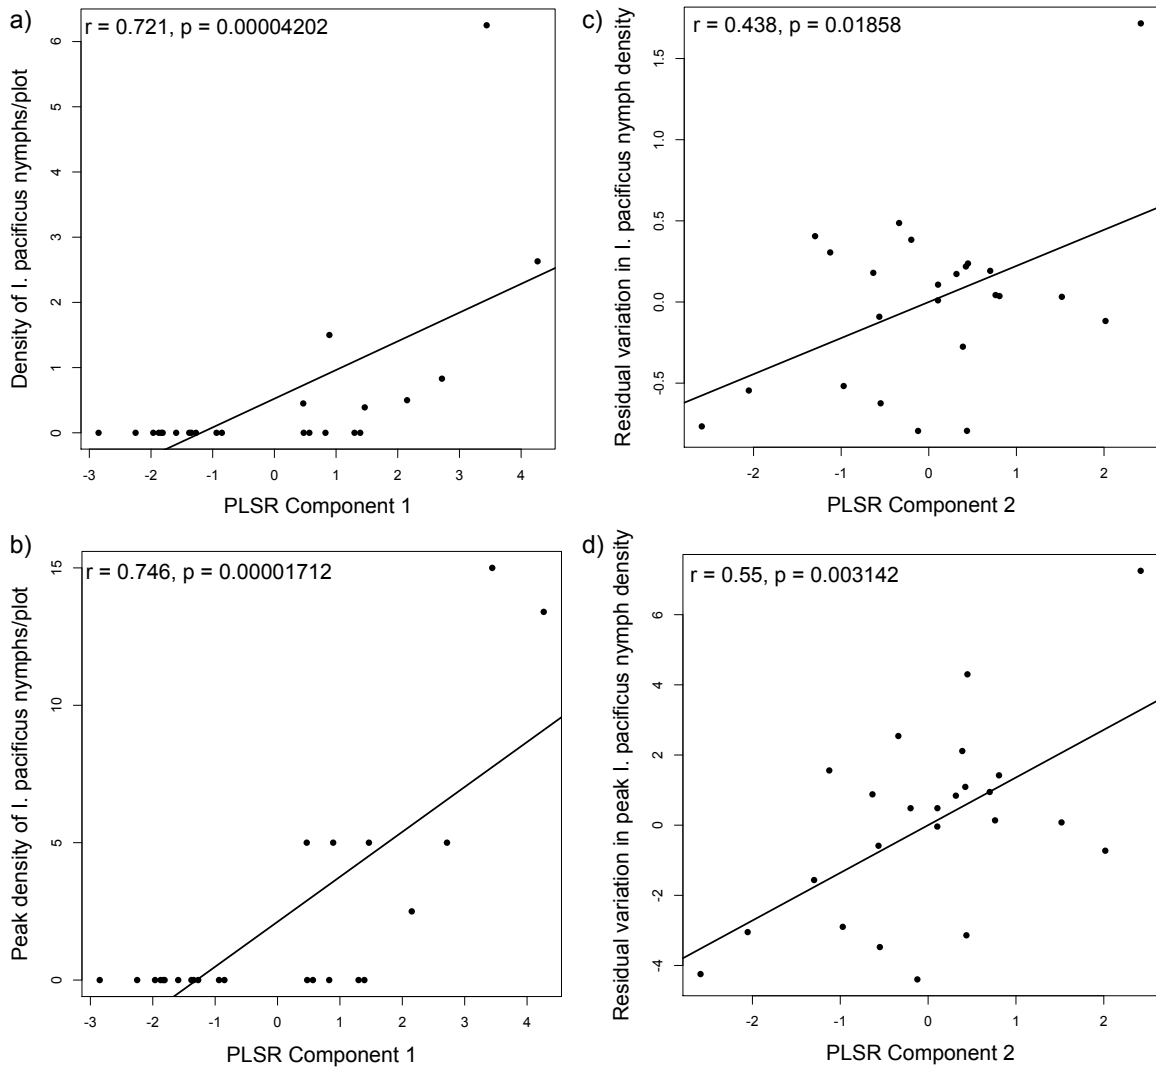 a)
r = 0.721, p = 0.00004202
Density of I. pacificus nymphs/plot
6
5
4
3
2
1
0
-3 -2 -1 0 1 2 3 4
PLSR Component 1
c)
r = 0.438, p = 0.01858
Residual variation in I. pacificus nymph density
1.5
1.0
0.5
0.0
-0.5
-2 -1 0 1 2
PLSR Component 2
b)
r = 0.746, p = 0.00001712
Peak density of I. pacificus nymphs/plot
15
10
5
0
-3 -2 -1 0 1 2 3 4
PLSR Component 1
d)
r = 0.55, p = 0.003142
Residual variation in peak I. pacificus nymph density
6
4
2
0
-2
-4
-2 -1 0 1 2
PLSR Component 2